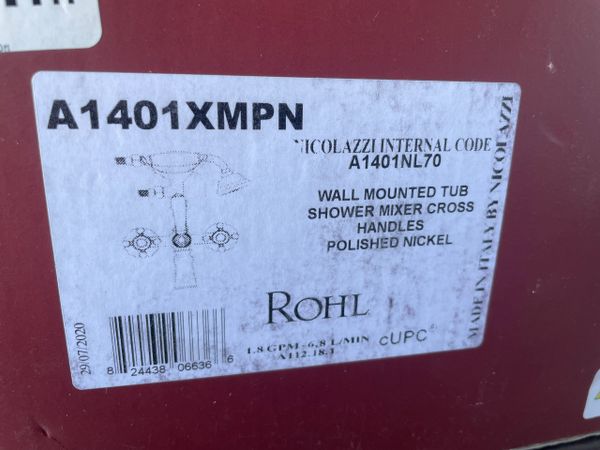 on
A1401XMPN
NICOLAZZI INTERNAL CODE
A1401NL70
WALL MOUNTED TUB
SHOWER MIXER CROSS
HANDLES
POLISHED NICKEL
MADE IN ITALY BY NICOLAZZI
ROHL
1.8 GPM-6,8 L/MIN
A112.18.1
cUPC®
29/07/2020
8 24438 06636 6